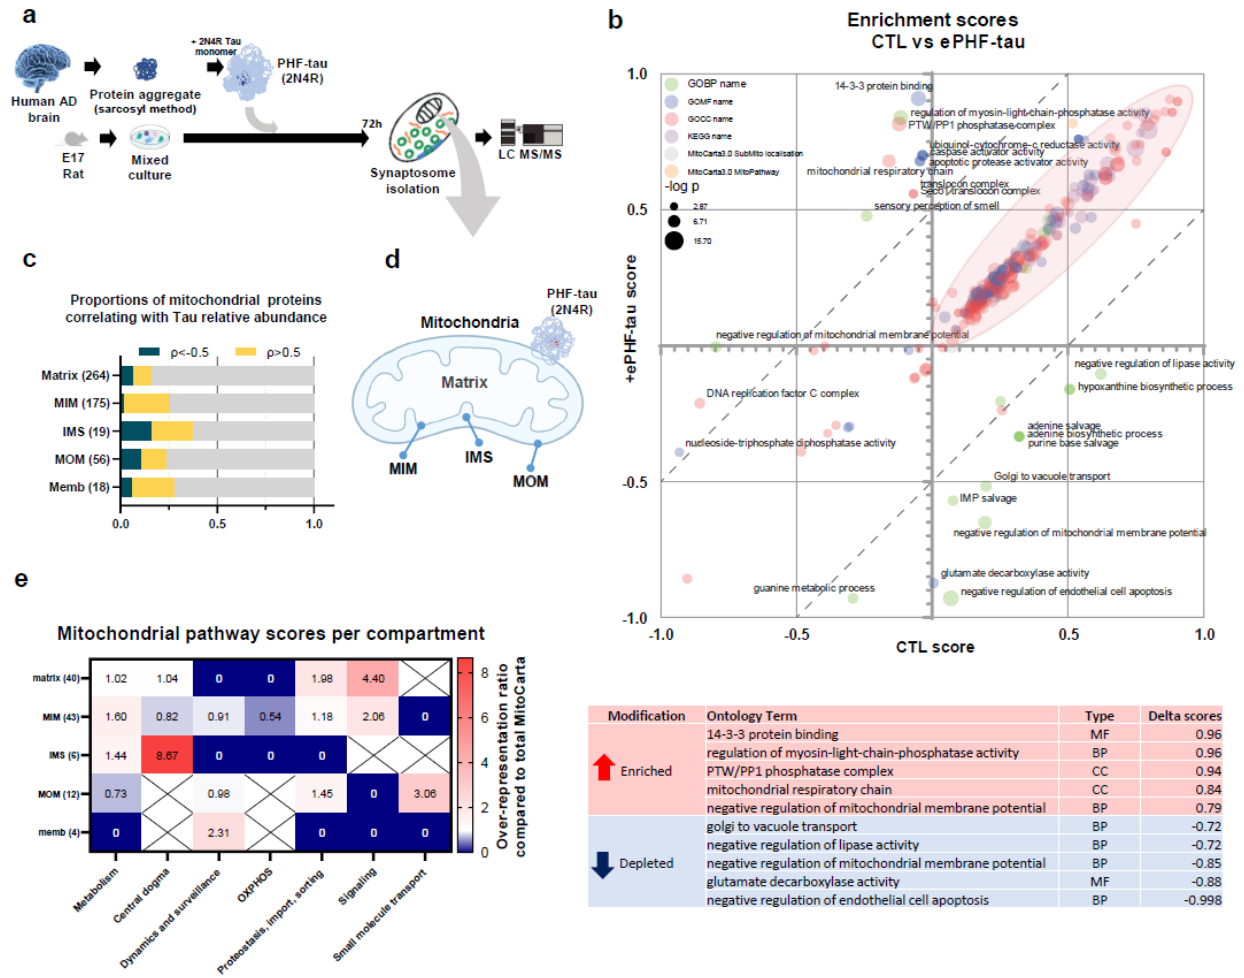 a
Human AD
brain
Protein aggregate
(sarcosyl method)
+ 2N4R Tau
monomer
PHF-tau
(2N4R)
E17
Rat
Mixed
culture
72h
Synaptosome
isolation
LC MS/MS
b
Enrichment scores
CTL vs ePHF-tau
1.0
0.5
-0.5
-1.0
+ePHF-tau score
-1.0
-0.5
0.5
1.0
CTL score
GOBP name
GOMF name
GOCC name
KEGG name
MitoCarta3.0 SubMito localisation
MitoCarta3.0 MitoPathway
-log p
2.87
5.71
15.70
14-3-3 protein binding
regulation of myosin-light-chain-phosphatase activity
PTW/PP1 phosphatase complex
ubiquinol-cytochrome-c reductase activity
caspase activator activity
apoptotic protease activator activity
mitochondrial respiratory chain
translocon complex
Sec61 translocon complex
sensory perception of smell
negative regulation of mitochondrial membrane potential
negative regulation of lipase activity
hypoxanthine biosynthetic process
DNA replication factor C complex
adenine salvage
adenine biosynthetic process
purine base salvage
nucleoside-triphosphate diphosphatase activity
Golgi to vacuole transport
IMP salvage
negative regulation of mitochondrial membrane potential
glutamate decarboxylase activity
guanine metabolic process
negative regulation of endothelial cell apoptosis
c
Proportions of mitochondrial proteins
correlating with Tau relative abundance
ρ<-0.5
ρ>0.5
Matrix (264)
MIM (175)
IMS (19)
MOM (56)
Memb (18)
0.0
0.5
1.0
d
PHF-tau
(2N4R)
Mitochondria
Matrix
MIM
IMS
MOM
e
Mitochondrial pathway scores per compartment
matrix (40) 1.02 1.04 0 0 1.98 4.40
MIM (43) 1.60 0.82 0.91 0.54 1.18 2.06 0
IMS (6) 1.44 8.67 0 0 0
MOM (12) 0.73 0.98 1.45 0 3.06
memb (4) 0 2.31 0 0 0
Metabolism
Central dogma
Dynamics and surveillance
OXPHOS
Proteostasis, import, sorting
Signaling
Small molecule transport
8
6
4
2
0
Over-representation ratio
compared to total MitoCarta
Modification Ontology Term Type Delta scores
Enriched
14-3-3 protein binding MF 0.96
regulation of myosin-light-chain-phosphatase activity BP 0.96
PTW/PP1 phosphatase complex CC 0.94
mitochondrial respiratory chain CC 0.84
negative regulation of mitochondrial membrane potential BP 0.79
Depleted
golgi to vacuole transport BP -0.72
negative regulation of lipase activity BP -0.72
negative regulation of mitochondrial membrane potential BP -0.85
glutamate decarboxylase activity MF -0.88
negative regulation of endothelial cell apoptosis BP -0.998